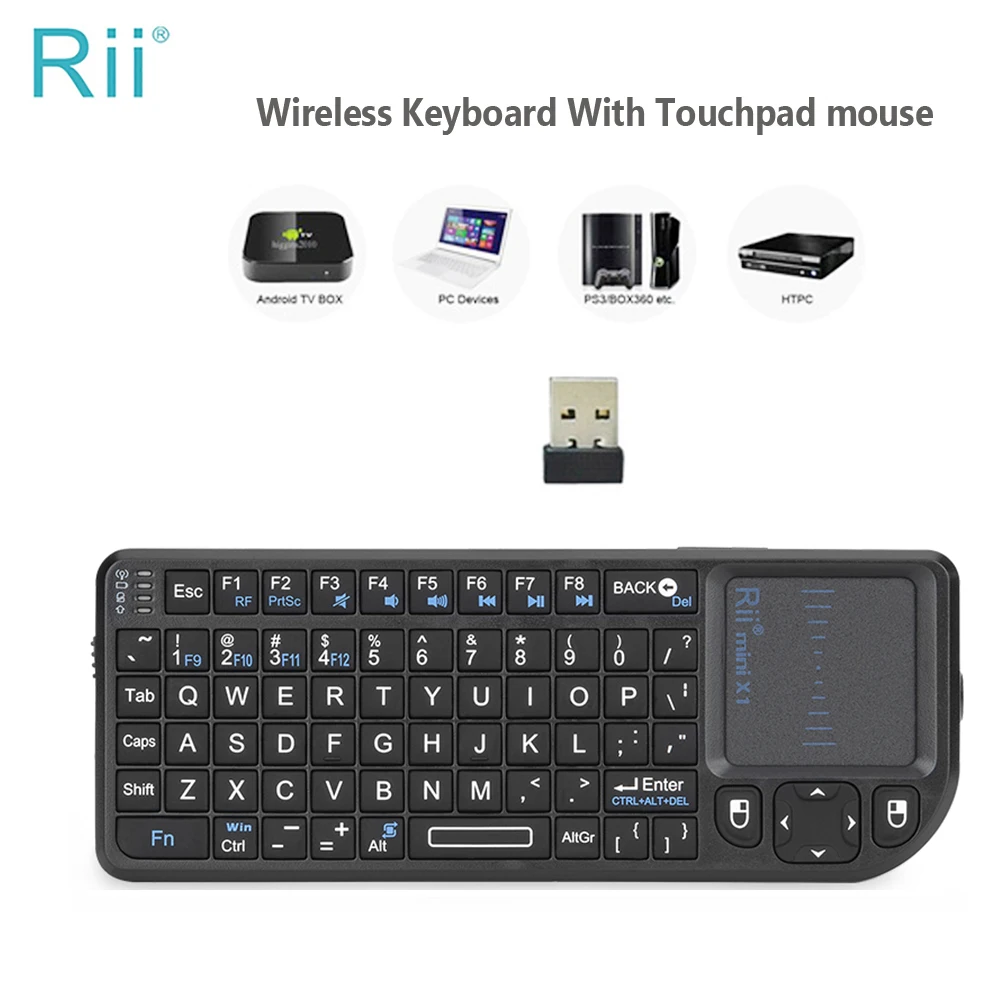 Rii®
Wireless Keyboard With Touchpad mouse
TV
Android TV BOX
PC Devices
PS3/BOX360 etc.
HTPC
Esc F1 RF F2 PrtSc F3 F4 F5 F6 F7 F8 BACK Del
~ ` ! 1 F9 @ 2 F10 # 3 F11 $ 4 F12 % 5 ^ 6 & 7 * 8 ( 9 ) 0 / ?
Tab Q W E R T Y U I O P \ ¦
Caps A S D F G H J K L ; : , "
Shift Z X C V B N M , < . > Enter CTRL+ALT+DEL
Fn Win Ctrl - _ = + Alt AltGr [ { ] }
Rii® mini X1